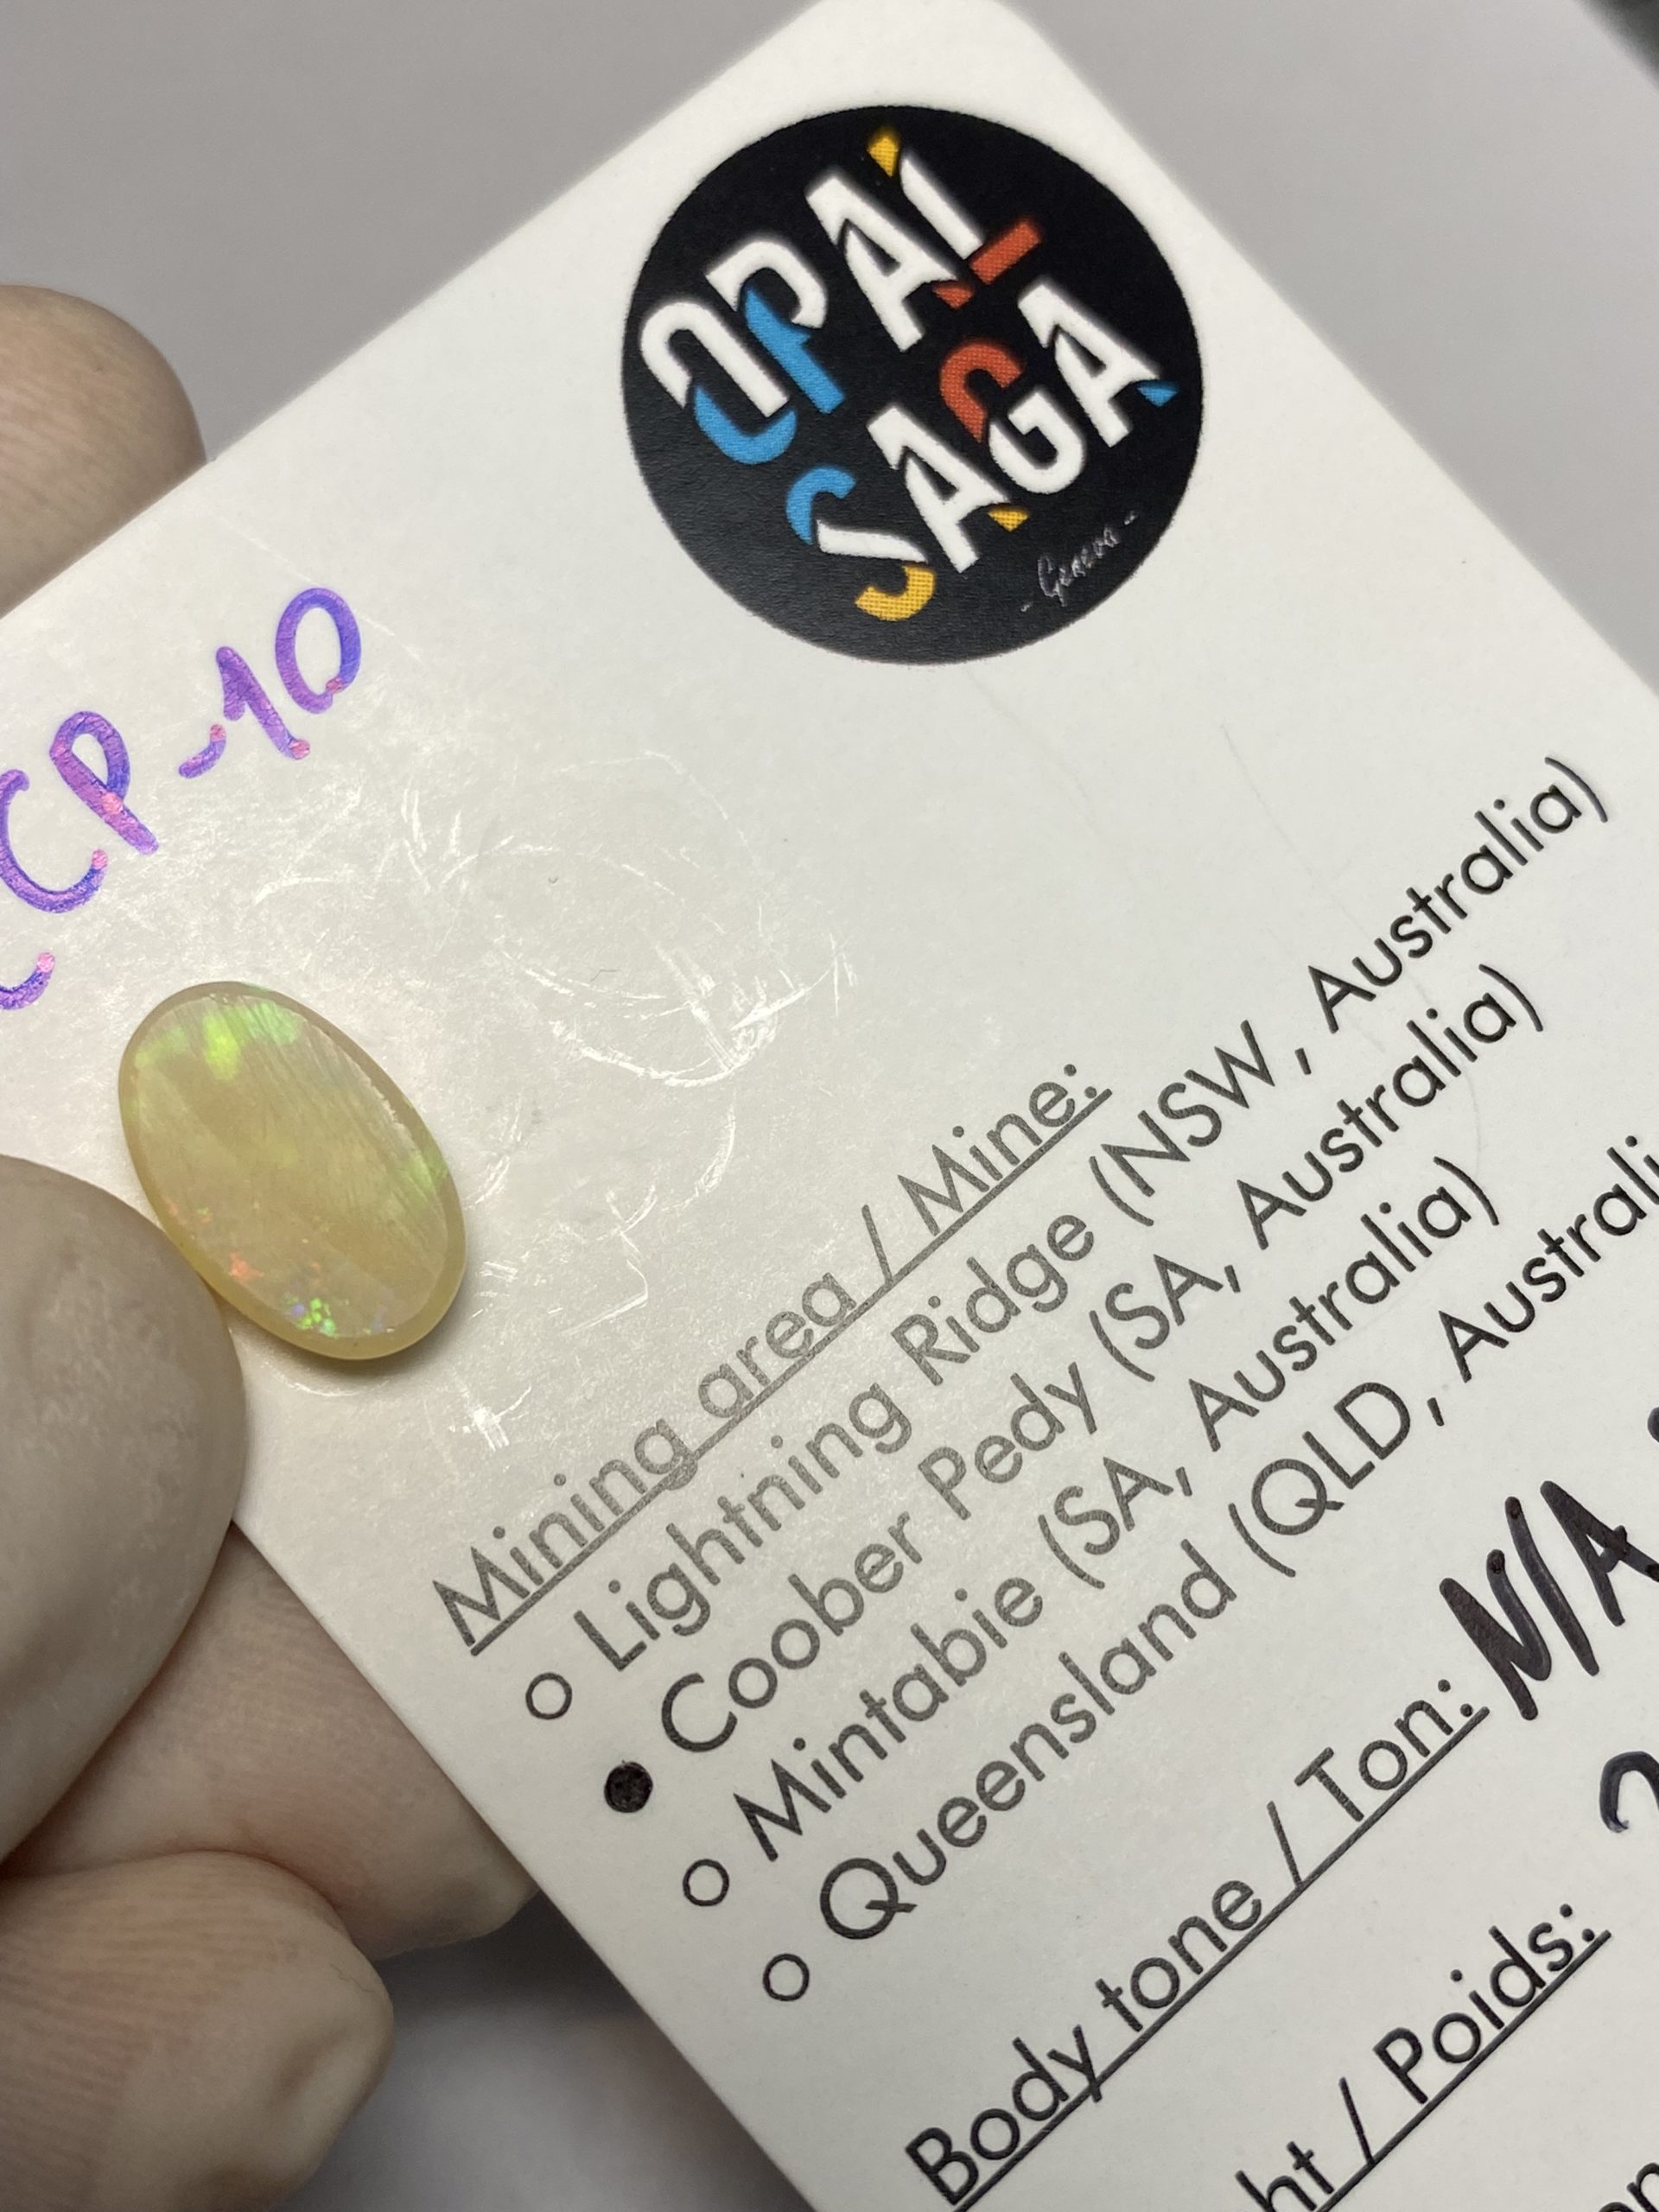 OPAL
SAGA
- Geneva -
CP-10
Mining area / Mine:
○ Lightning Ridge (NSW, Australia)
● Coober Pedy (SA, Australia)
○ Mintabie (SA, Australia)
○ Queensland (QLD, Australi
Body tone / Ton: N/A
ht / Poids: